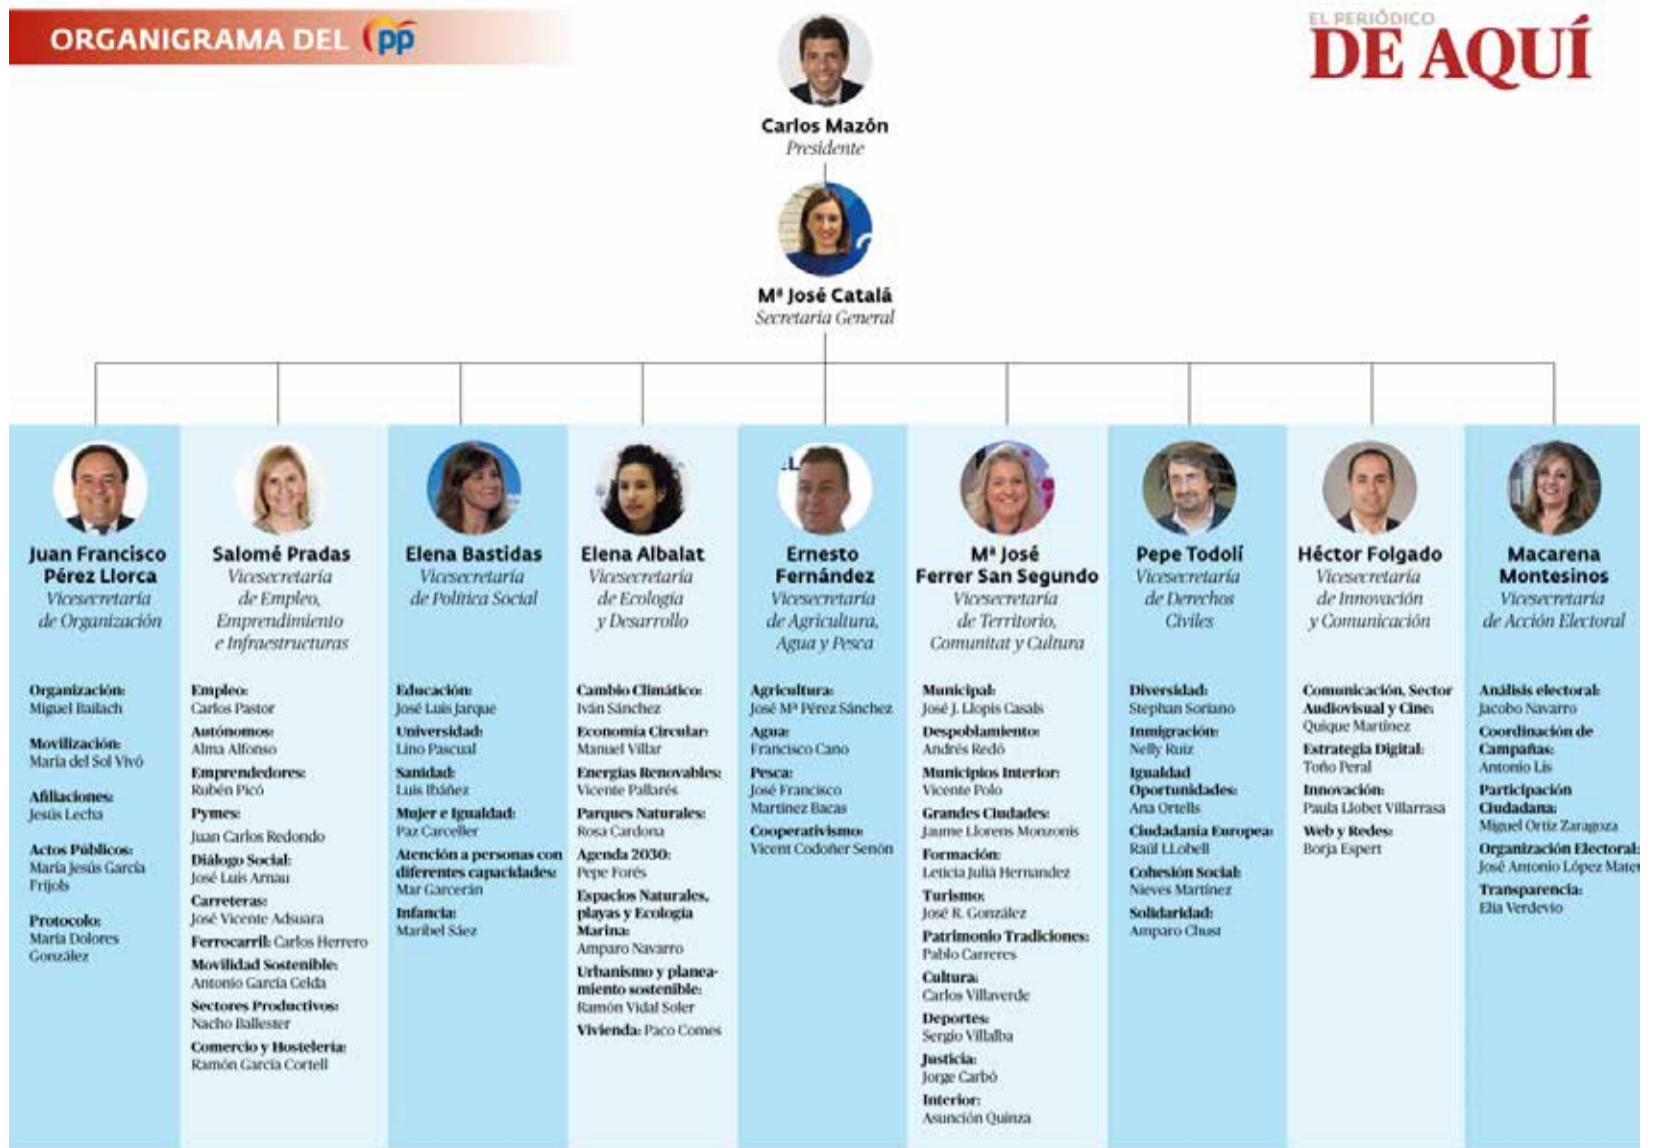 ORGANIGRAMA DEL pp
EL PERIÓDICO
DE AQUÍ
Carlos Mazón
Presidente
Mª José Catalá
Secretaria General
Juan Francisco
Pérez Llorca
Vicesecretaría
de Organización
Organización:
Miguel Bailach
Movilización:
María del Sol Vivó
Afiliaciones:
Jesús Lecha
Actos Públicos:
María Jesús García
Frijols
Protocolo:
María Dolores
González
Salomé Pradas
Vicesecretaría
de Empleo,
Emprendimiento
e Infraestructuras
Empleo:
Carlos Pastor
Autónomos:
Alma Alfonso
Emprendedores:
Rubén Picó
Pymes:
Juan Carlos Redondo
Diálogo Social:
José Luis Arnau
Carreteras:
José Vicente Adsuara
Ferrocarril: Carlos Herrero
Movilidad Sostenible:
Antonio García Celda
Sectores Productivos:
Nacho Ballester
Comercio y Hostelería:
Ramón García Cortell
Elena Bastidas
Vicesecretaría
de Política Social
Educación:
José Luis Jarque
Universidad:
Lino Pascual
Sanidad:
Luis Ibáñez
Mujer e Igualdad:
Paz Carceller
Atención a personas con
diferentes capacidades:
Mar Garcerán
Infancia:
Maribel Sáez
Elena Albalat
Vicesecretaría
de Ecología
y Desarrollo
Cambio Climático:
Iván Sánchez
Economía Circular:
Manuel Villar
Energías Renovables:
Vicente Pallarés
Parques Naturales:
Rosa Cardona
Agenda 2030:
Pepe Forés
Espacios Naturales,
playas y Ecología
Marina:
Amparo Navarro
Urbanismo y planea-
miento sostenible:
Ramón Vidal Soler
Vivienda: Paco Comes
Ernesto
Fernández
Vicesecretaría
de Agricultura,
Agua y Pesca
Agricultura:
José Mª Pérez Sánchez
Agua:
Francisco Cano
Pesca:
José Francisco
Martínez Bacas
Cooperativismo:
Vicent Codoñer Senón
Mª José
Ferrer San Segundo
Vicesecretaría
de Territorio,
Comunitat y Cultura
Municipal:
José J. Llopis Casals
Despoblamiento:
Andrés Redó
Municipios Interior:
Vicente Polo
Grandes Ciudades:
Jaume Llorens Monzonis
Formación:
Leticia Juliá Hernandez
Turismo:
José R. González
Patrimonio Tradiciones:
Pablo Carreres
Cultura:
Carlos Villaverde
Deportes:
Sergio Villalba
Justicia:
Jorge Carbó
Interior:
Asunción Quinza
Pepe Todolí
Vicesecretaría
de Derechos
Civiles
Diversidad:
Stephan Soriano
Inmigración:
Nelly Ruiz
Igualdad
Oportunidades:
Ana Ortells
Ciudadanía Europea:
Raül LLobell
Cohesión Social:
Nieves Martínez
Solidaridad:
Amparo Chust
Héctor Folgado
Vicesecretaría
de Innovación
y Comunicación
Comunicación, Sector
Audiovisual y Cine:
Quique Martínez
Estrategia Digital:
Toño Peral
Innovación:
Paula Llobet Villarrasa
Web y Redes:
Borja Espert
Macarena
Montesinos
Vicesecretaría
de Acción Electoral
Análisis electoral:
Jacobo Navarro
Coordinación de
Campañas:
Antonio Lis
Participación
Ciudadana:
Miguel Ortiz Zaragoza
Organización Electoral:
José Antonio López
Transparencia:
Elia Verdevio